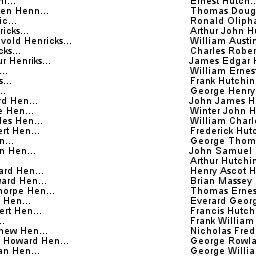 en Henn...
ic...
ricks...
vold Henricks...
cks...
ur Henriks...
...
s...
...
rd Hen...
e Hen...
les Hen...
ert Hen...
n...
n Hen...
ard Hen...
ward Hen...
horpe Hen...
Hen...
ert Hen...
..
hew Hen...
Howard Hen...
an Hen...
Ernest Hutch
Thomas Doug
Ronald Olipha
Arthur John Hu
William Austin
Charles Rober
James Edgar H
William Ernes
Frank Hutchin
George Henry
John James H
Winter John H
William Charl
Frederick Hutc
George Thom
John Samuel
Arthur Hutchin
Henry Ascot H
Brian Massey
Thomas Ernes
Everard Georg
Francis Hutch
Frank William
Nicholas Fred
George Rowla
George Willia